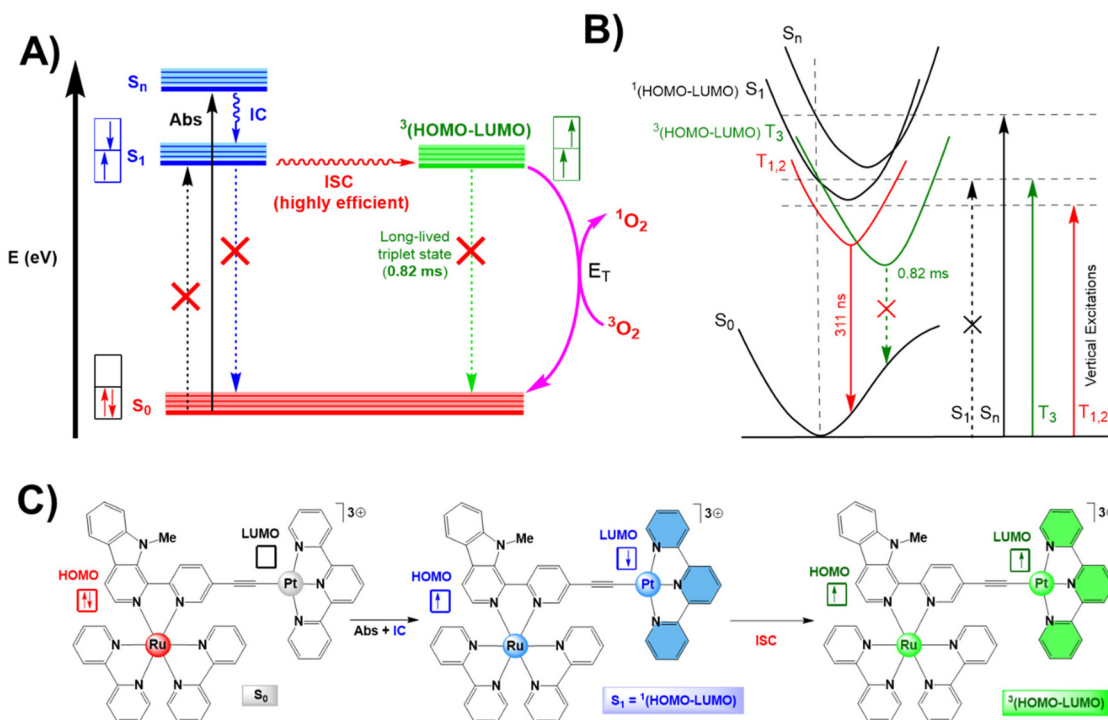 A)
E (eV)
Sn
Abs
IC
S1
ISC
(highly efficient)
3(HOMO-LUMO)
Long-lived
triplet state
(0.82 ms)
1O2
ET
3O2
S0
B)
Sn
1(HOMO-LUMO) S1
3(HOMO-LUMO) T3
T1,2
S0
311 ns
0.82 ms
S1
Sn
T3
T1,2
Vertical Excitations
C)
N Me
HOMO
LUMO
3⊕
N
N
N
N
Pt
N
N
N
N
Ru
N
N
S0
Abs + IC
N Me
HOMO
LUMO
3⊕
N
N
N
N
Pt
N
N
N
N
Ru
N
N
S1 = 1(HOMO-LUMO)
ISC
N Me
HOMO
LUMO
3⊕
N
N
N
N
Pt
N
N
N
N
Ru
N
N
3(HOMO-LUMO)